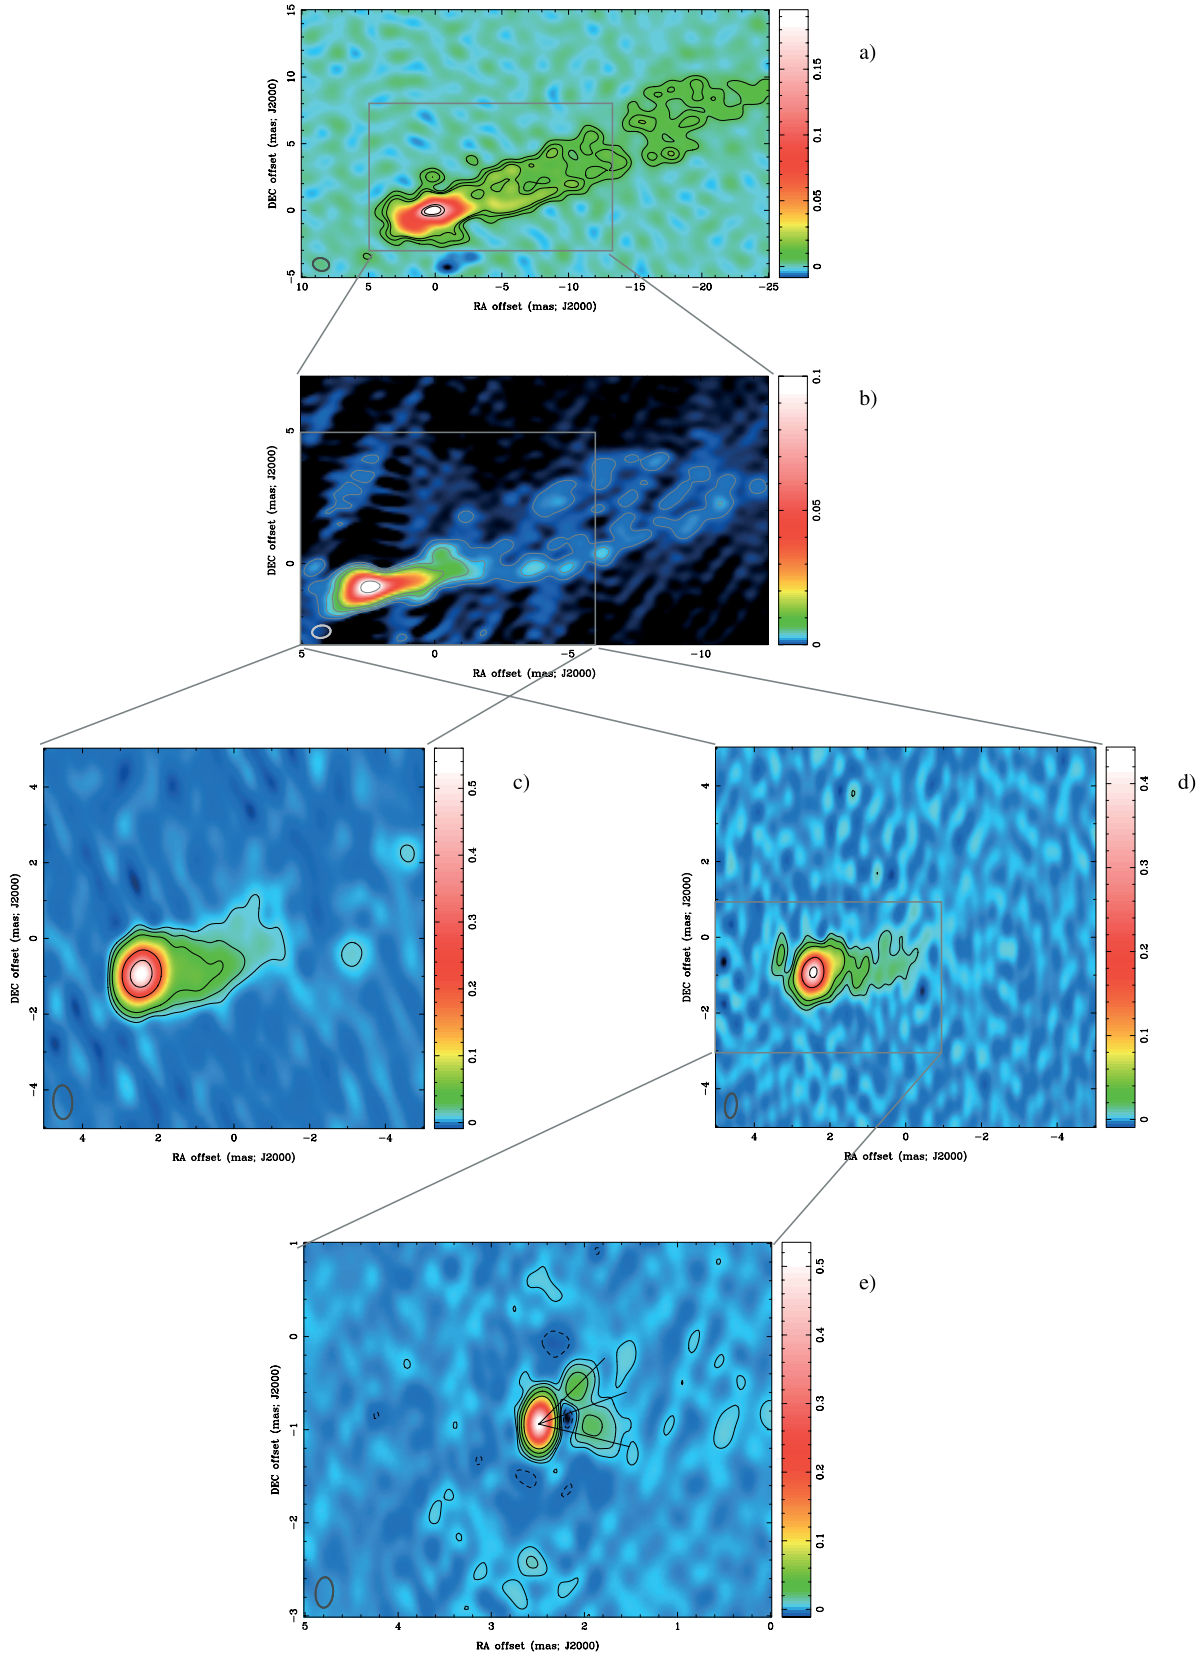 a)
15
10
5
0
-5
DEC offset (mas; J2000)
10 5 0 -5 -10 -15 -20 -25
RA offset (mas; J2000)
0.15
0.1
0.05
0
b)
5
0
DEC offset (mas; J2000)
5 0 -5 -10
RA offset (mas; J2000)
0.1
0.05
0
c)
4
2
0
-2
-4
DEC offset (mas; J2000)
4 2 0 -2 -4
RA offset (mas; J2000)
0.5
0.4
0.3
0.2
0.1
0
d)
4
2
0
-2
-4
DEC offset (mas; J2000)
4 2 0 -2 -4
RA offset (mas; J2000)
0.4
0.3
0.2
0.1
0
e)
1
0
-1
-2
-3
DEC offset (mas; J2000)
5 4 3 2 1 0
RA offset (mas; J2000)
0.5
0.4
0.3
0.2
0.1
0